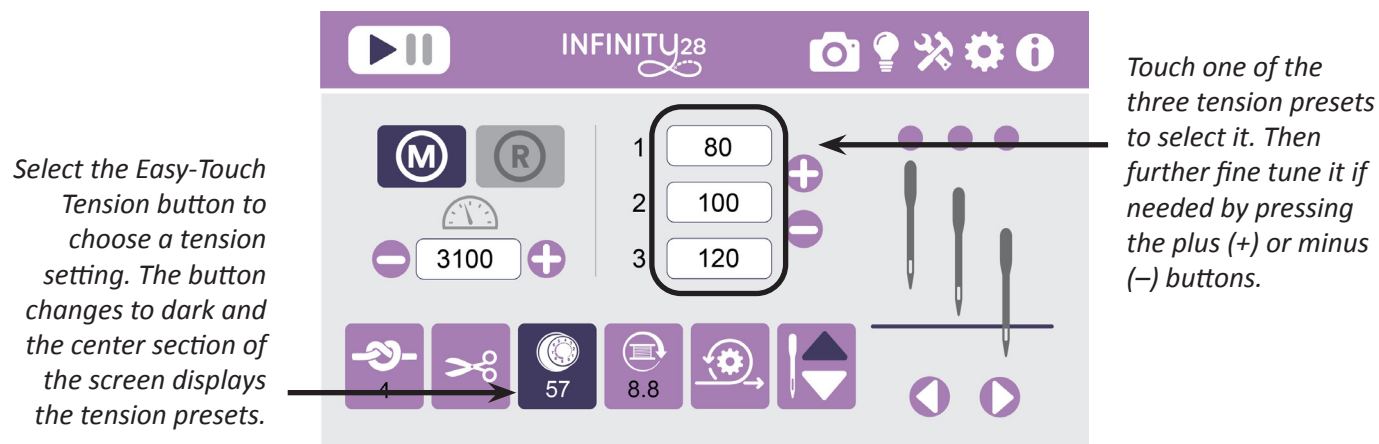 Select the Easy-Touch
Tension button to
choose a tension
setting. The button
changes to dark and
the center section of
the screen displays
the tension presets.
INFINITY28
M
R
3100
1 80
2 100
3 120
4
57
8.8
Touch one of the
three tension presets
to select it. Then
further fine tune it if
needed by pressing
the plus (+) or minus
(–) buttons.